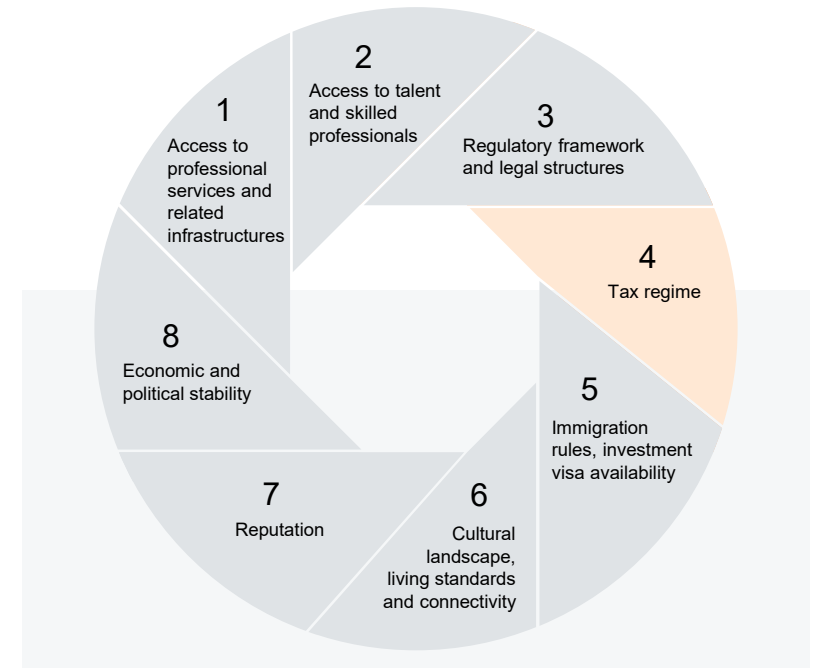 1
Access to
professional
services and
related
infrastructures
2
Access to talent
and skilled
professionals
3
Regulatory framework
and legal structures
4
Tax regime
5
Immigration
rules, investment
visa availability
6
Cultural
landscape,
living standards
and connectivity
7
Reputation
8
Economic and
political stability